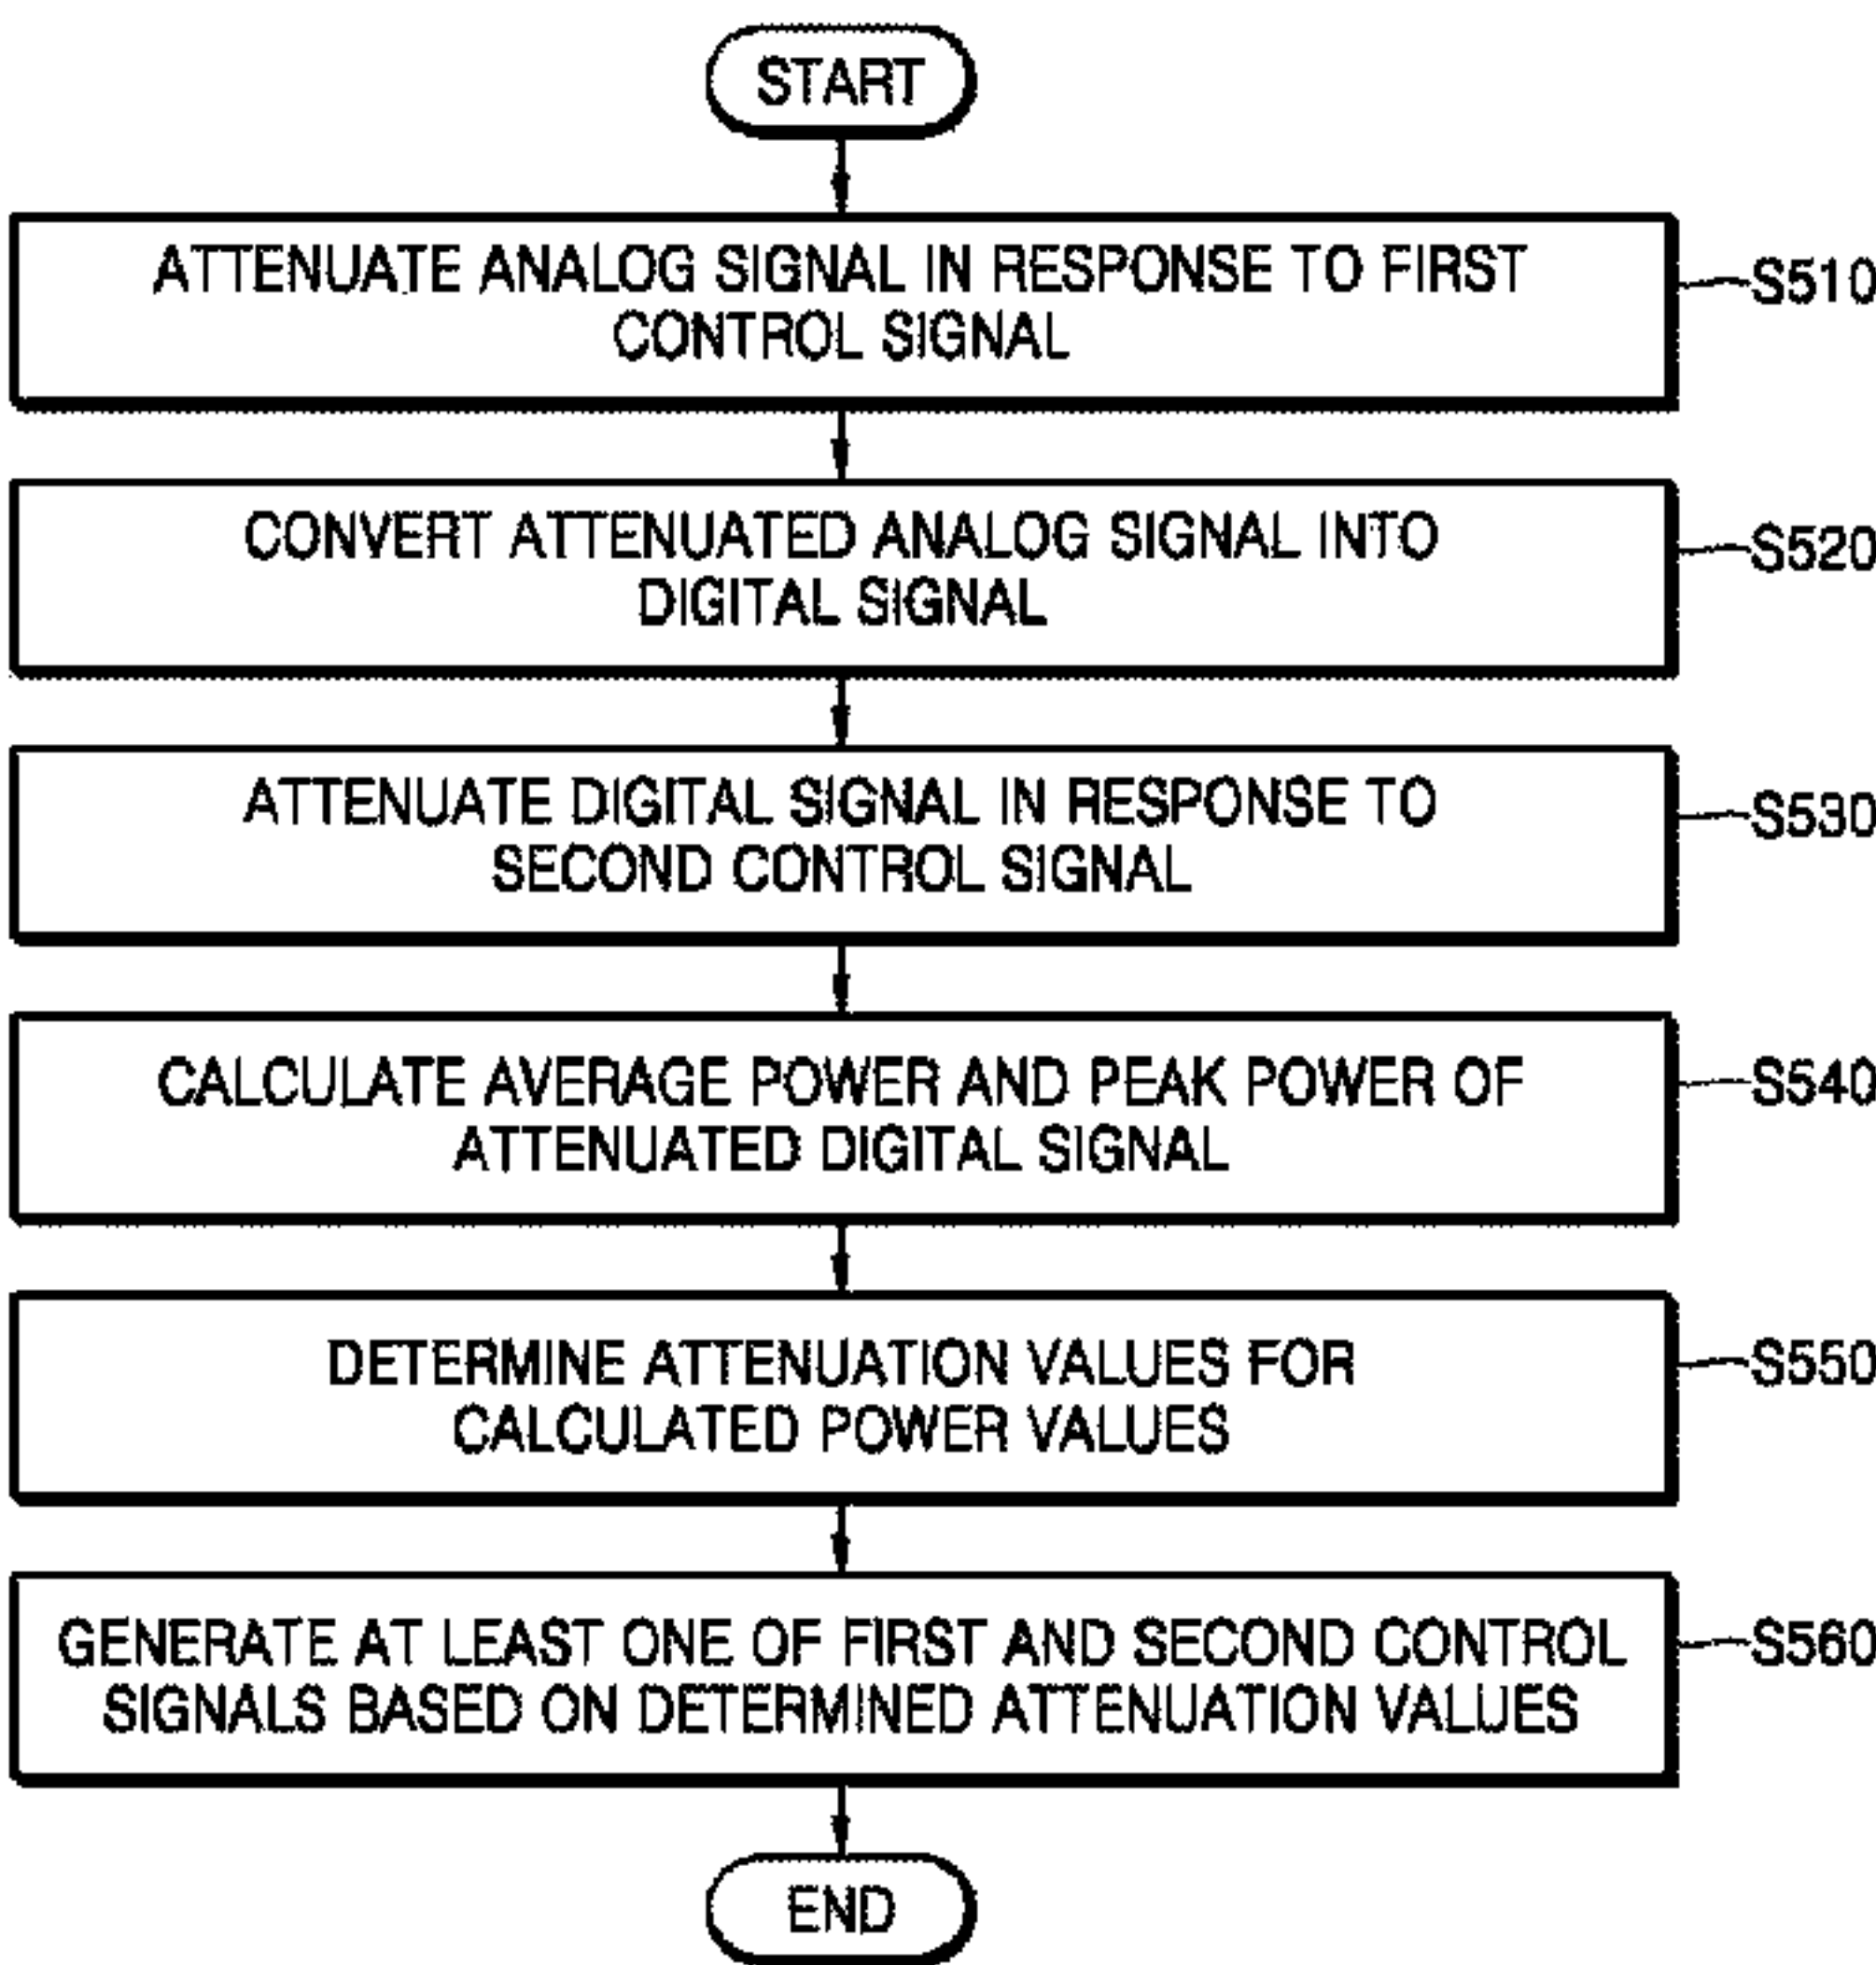 START
ATTENUATE ANALOG SIGNAL IN RESPONSE TO FIRST
CONTROL SIGNAL
S510
CONVERT ATTENUATED ANALOG SIGNAL INTO
DIGITAL SIGNAL
S520
ATTENUATE DIGITAL SIGNAL IN RESPONSE TO
SECOND CONTROL SIGNAL
S530
CALCULATE AVERAGE POWER AND PEAK POWER OF
ATTENUATED DIGITAL SIGNAL
S540
DETERMINE ATTENUATION VALUES FOR
CALCULATED POWER VALUES
S550
GENERATE AT LEAST ONE OF FIRST AND SECOND CONTROL
SIGNALS BASED ON DETERMINED ATTENUATION VALUES
S560
END